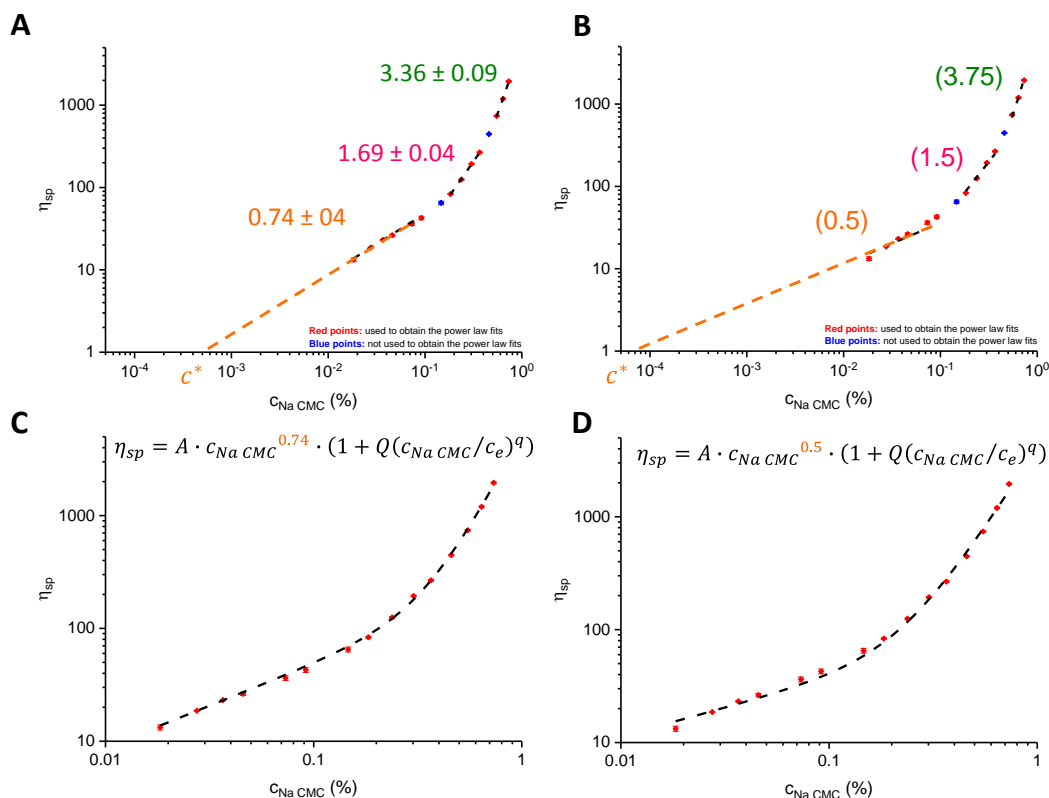 A
3.36 ± 0.09
1.69 ± 0.04
0.74 ± 04
η_sp
1000
100
10
1
Red points: used to obtain the power law fits
Blue points: not used to obtain the power law fits
10^-4 10^-3 10^-2 10^-1 10^0
c*
c_Na CMC (%)
B
(3.75)
(1.5)
(0.5)
η_sp
1000
100
10
1
Red points: used to obtain the power law fits
Blue points: not used to obtain the power law fits
10^-4 10^-3 10^-2 10^-1 10^0
c*
c_Na CMC (%)
C
η_sp = A · c_Na CMC^0.74 · (1 + Q(c_Na CMC/c_e)^q)
η_sp
1000
100
10
0.01 0.1 1
c_Na CMC (%)
D
η_sp = A · c_Na CMC^0.5 · (1 + Q(c_Na CMC/c_e)^q)
η_sp
1000
100
10
0.01 0.1 1
c_Na CMC (%)